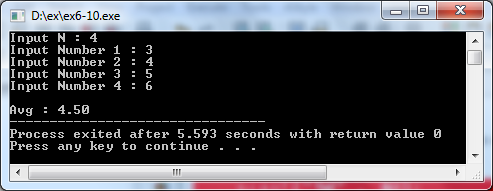 D:\ex\ex6-10.exe
Input N : 4
Input Number 1 : 3
Input Number 2 : 4
Input Number 3 : 5
Input Number 4 : 6
Avg : 4.50
--------------------------------
Process exited after 5.593 seconds with return value 0
Press any key to continue . . .